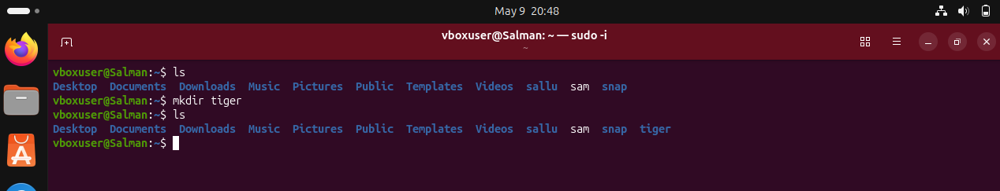 May 9 20:48
vboxuser@Salman: ~ — sudo -i
~
vboxuser@Salman:~$ ls
Desktop Documents Downloads Music Pictures Public Templates Videos sallu sam snap
vboxuser@Salman:~$ mkdir tiger
vboxuser@Salman:~$ ls
Desktop Documents Downloads Music Pictures Public Templates Videos sallu sam snap tiger
vboxuser@Salman:~$